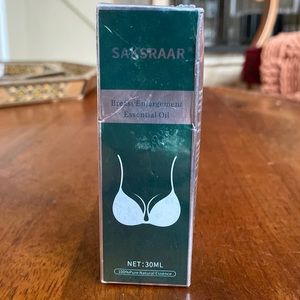 SAKSRAAR
Breast Enlargement
Essential Oil
NET:30ML
100%Pure Natural Essence